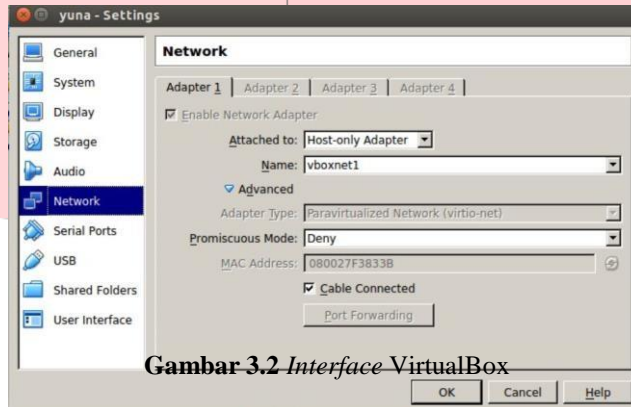 yuna - Settings
General
System
Display
Storage
Audio
Network
Serial Ports
USB
Shared Folders
User Interface
Network
Adapter 1 Adapter 2 Adapter 3 Adapter 4
Enable Network Adapter
Attached to: Host-only Adapter
Name: vboxnet1
Advanced
Adapter Type: Paravirtualized Network (virtio-net)
Promiscuous Mode: Deny
MAC Address: 080027F3833B
Cable Connected
Port Forwarding
Gambar 3.2 Interface VirtualBox
OK Cancel Help